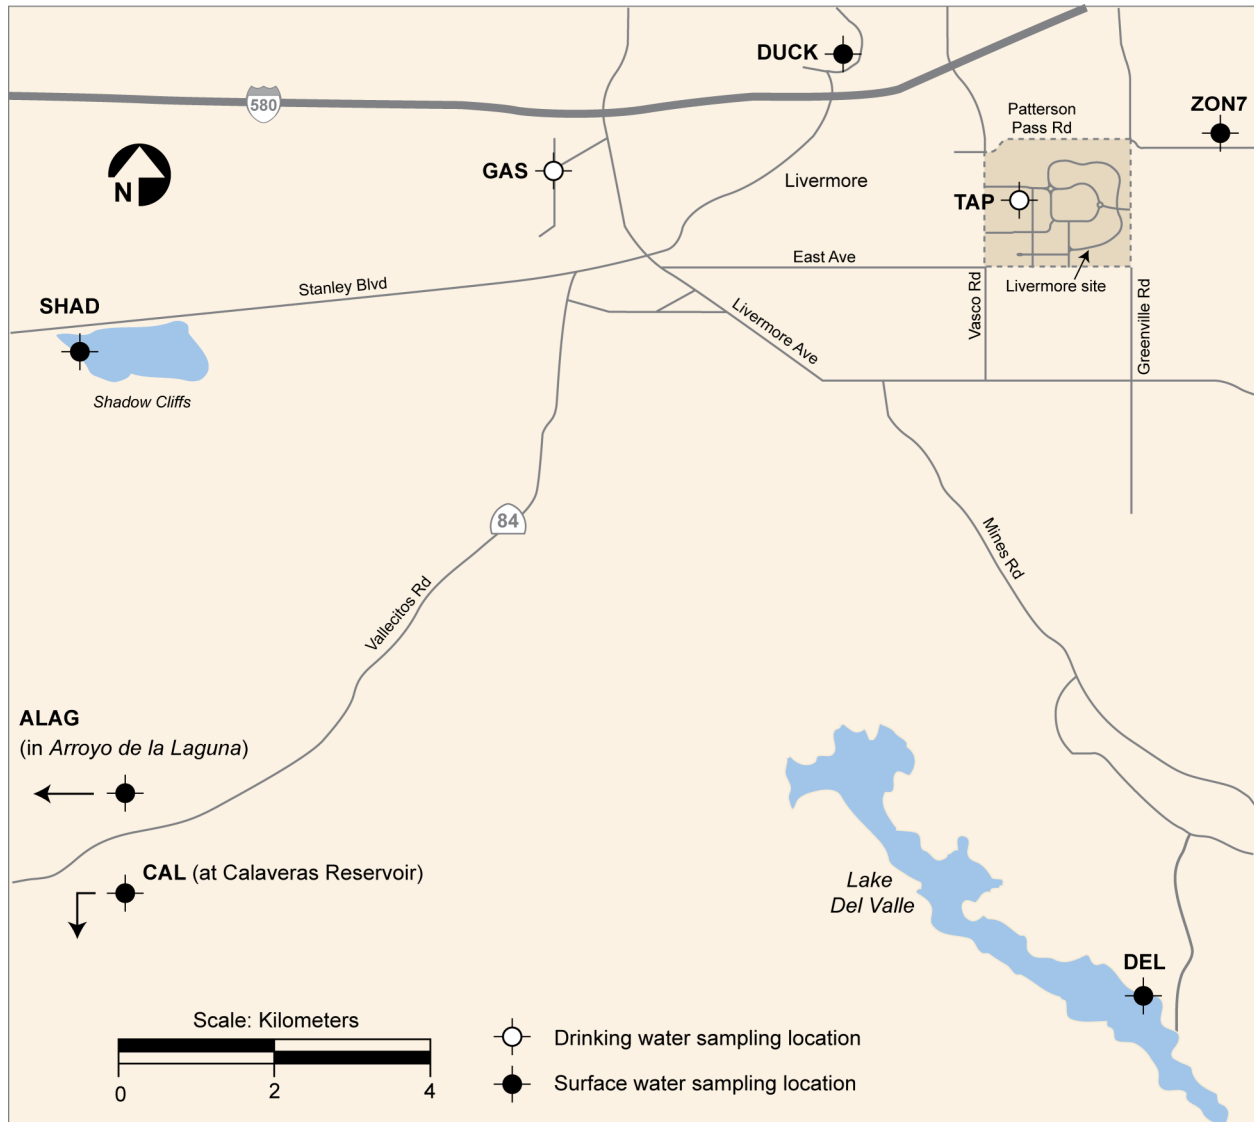 DUCK
580
ZON7
Patterson
Pass Rd
N
GAS
Livermore
TAP
East Ave
Stanley Blvd
Livermore site
SHAD
Vasco Rd
Greenville Rd
Livermore Ave
Shadow Cliffs
84
Mines Rd
Vallecitos Rd
ALAG
(in Arroyo de la Laguna)
CAL (at Calaveras Reservoir)
Lake
Del Valle
DEL
Scale: Kilometers
0 2 4
Drinking water sampling location
Surface water sampling location